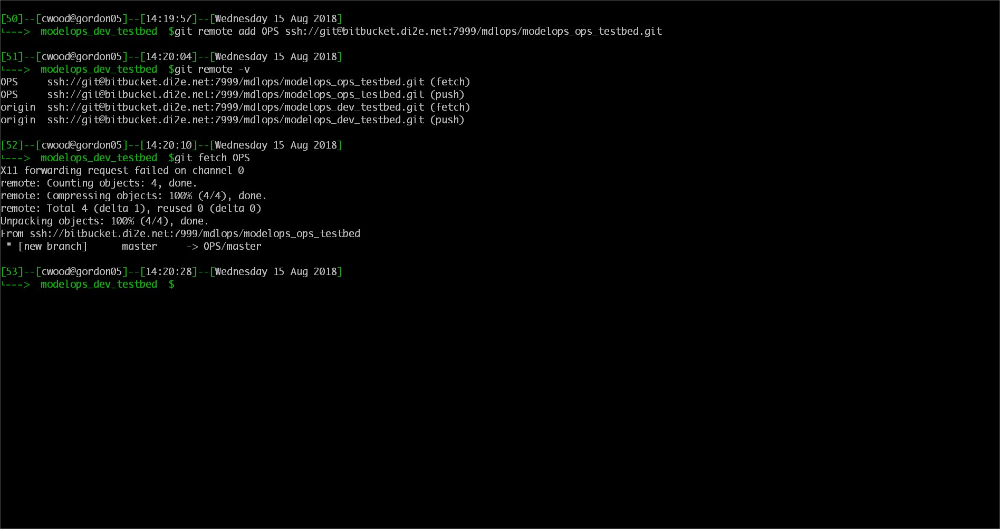 [50]--[cwood@gordon05]--[14:19:57]--[Wednesday 15 Aug 2018]
╰---> modelops_dev_testbed $git remote add OPS ssh://git@bitbucket.di2e.net:7999/mdlops/modelops_ops_testbed.git
[51]--[cwood@gordon05]--[14:20:04]--[Wednesday 15 Aug 2018]
╰---> modelops_dev_testbed $git remote -v
OPS ssh://git@bitbucket.di2e.net:7999/mdlops/modelops_ops_testbed.git (fetch)
OPS ssh://git@bitbucket.di2e.net:7999/mdlops/modelops_ops_testbed.git (push)
origin ssh://git@bitbucket.di2e.net:7999/mdlops/modelops_dev_testbed.git (fetch)
origin ssh://git@bitbucket.di2e.net:7999/mdlops/modelops_dev_testbed.git (push)
[52]--[cwood@gordon05]--[14:20:10]--[Wednesday 15 Aug 2018]
╰---> modelops_dev_testbed $git fetch OPS
X11 forwarding request failed on channel 0
remote: Counting objects: 4, done.
remote: Compressing objects: 100% (4/4), done.
remote: Total 4 (delta 1), reused 0 (delta 0)
Unpacking objects: 100% (4/4), done.
From ssh://bitbucket.di2e.net:7999/mdlops/modelops_ops_testbed
 * [new branch] master -> OPS/master
[53]--[cwood@gordon05]--[14:20:28]--[Wednesday 15 Aug 2018]
╰---> modelops_dev_testbed $